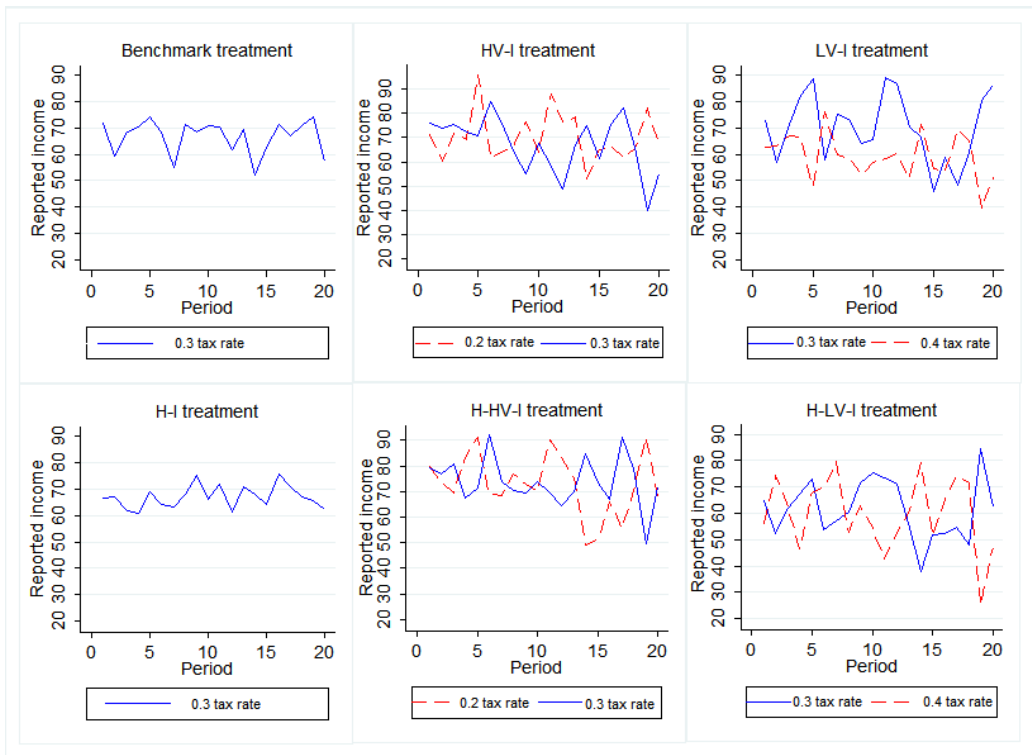 Benchmark treatment
Reported income
20 30 40 50 60 70 80 90
0 5 10 15 20
Period
0.3 tax rate
HV-I treatment
Reported income
20 30 40 50 60 70 80 90
0 5 10 15 20
Period
0.2 tax rate 0.3 tax rate
LV-I treatment
Reported income
20 30 40 50 60 70 80 90
0 5 10 15 20
Period
0.3 tax rate 0.4 tax rate
H-I treatment
Reported income
20 30 40 50 60 70 80 90
0 5 10 15 20
Period
0.3 tax rate
H-HV-I treatment
Reported income
20 30 40 50 60 70 80 90
0 5 10 15 20
Period
0.2 tax rate 0.3 tax rate
H-LV-I treatment
Reported income
20 30 40 50 60 70 80 90
0 5 10 15 20
Period
0.3 tax rate 0.4 tax rate